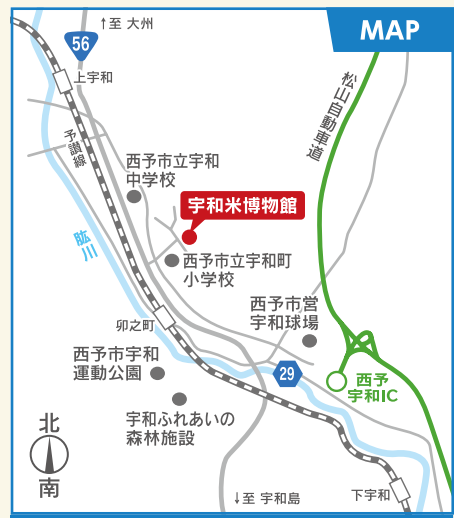 MAP
↑至 大州
56
上宇和
松山自動車道
予讃線
西予市立宇和
中学校
宇和米博物館
肱川
西予市立宇和町
小学校
西予市営
宇和球場
卯之町
西予市宇和
運動公園
29
西予
宇和IC
宇和ふれあいの
森林施設
北
南
↓至 宇和島
下宇和